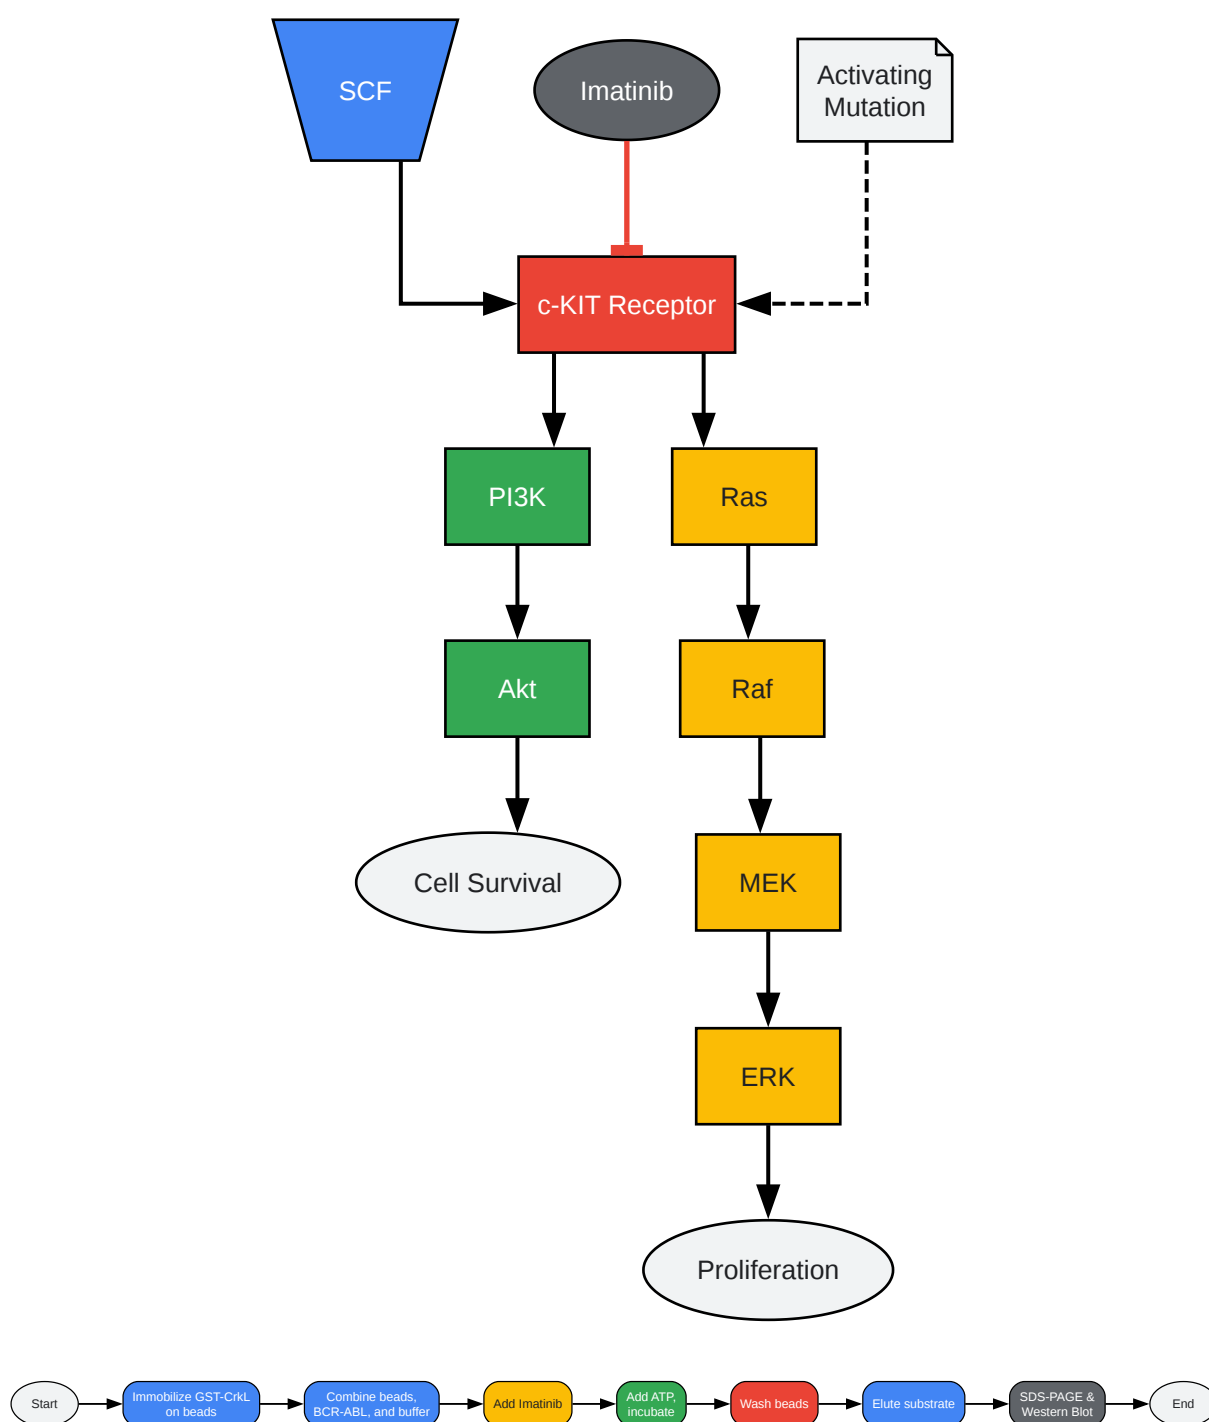 SCF
Imatinib
Activating
Mutation
c-KIT Receptor
PI3K
Ras
Akt
Raf
Cell Survival
MEK
ERK
Proliferation
Start
Immobilize GST-CrkL
on beads
Combine beads,
BCR-ABL, and buffer
Add Imatinib
Add ATP,
incubate
Wash beads
Elute substrate
SDS-PAGE &
Western Blot
End